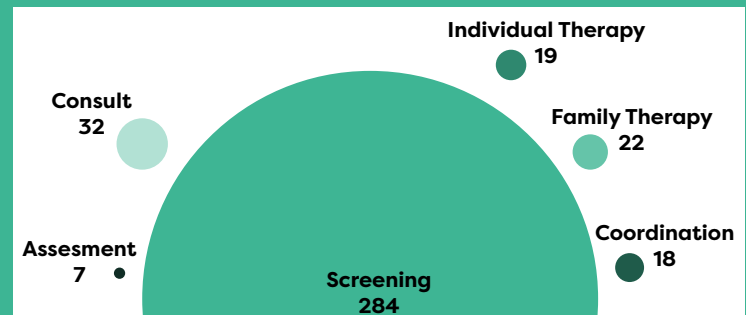 Individual Therapy
19
Consult
32
Family Therapy
22
Coordination
18
Assesment
7
Screening
284